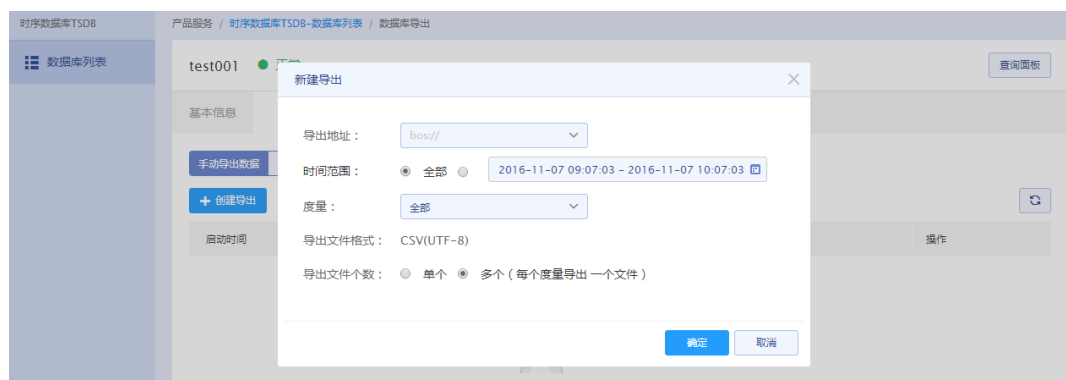 时序数据库TSDB
产品服务 / 时序数据库TSDB-数据库列表 / 数据库导出
数据库列表
test001
查询面板
新建导出
基本信息
导出地址： bos://
手动导出数据
时间范围： 全部 2016-11-07 09:07:03 - 2016-11-07 10:07:03
创建导出
度量： 全部
启动时间
导出文件格式： CSV(UTF-8)
操作
导出文件个数： 单个 多个 ( 每个度量导出 一个文件 )
确定 取消